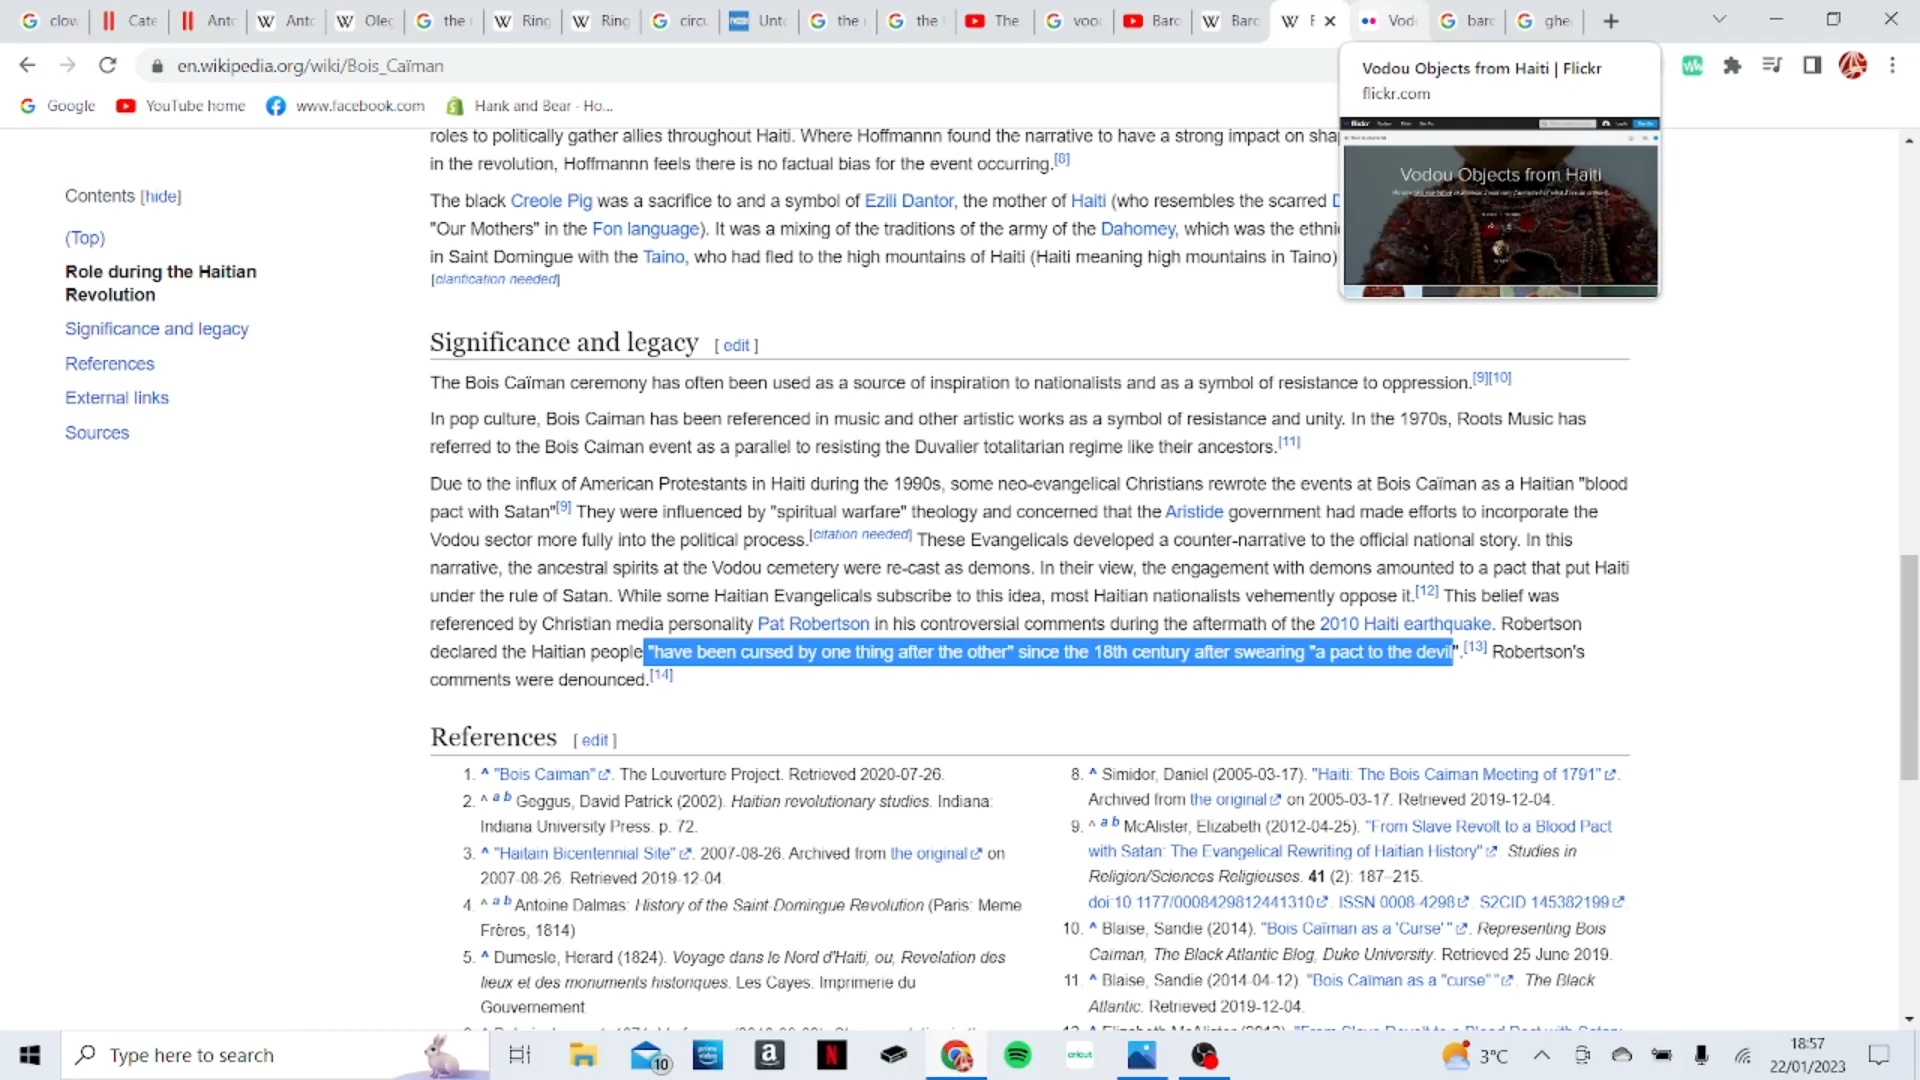 clow
Cate
Anto
Anto
Oleg
the
Ring
Ring
circu
Unto
the
the
The
voo
Baro
Baro
Vod
baro
ghe
en.wikipedia.org/wiki/Bois_Caïman
Google
YouTube home
www.facebook.com
Hank and Bear - Ho...
Vodou Objects from Haiti | Flickr
flickr.com
Vodou Objects from Haiti
Contents [hide]
(Top)
Role during the Haitian
Revolution
Significance and legacy
References
External links
Sources
roles to politically gather allies throughout Haiti. Where Hoffmannn found the narrative to have a strong impact on sha
in the revolution, Hoffmannn feels there is no factual bias for the event occurring.[8]
The black Creole Pig was a sacrifice to and a symbol of Ezili Dantor, the mother of Haiti (who resembles the scarred D
"Our Mothers" in the Fon language). It was a mixing of the traditions of the army of the Dahomey, which was the ethni
in Saint Domingue with the Taino, who had fled to the high mountains of Haiti (Haiti meaning high mountains in Taino)
[clarification needed]
Significance and legacy [ edit ]
The Bois Caïman ceremony has often been used as a source of inspiration to nationalists and as a symbol of resistance to oppression.[9][10]
In pop culture, Bois Caiman has been referenced in music and other artistic works as a symbol of resistance and unity. In the 1970s, Roots Music has
referred to the Bois Caiman event as a parallel to resisting the Duvalier totalitarian regime like their ancestors.[11]
Due to the influx of American Protestants in Haiti during the 1990s, some neo-evangelical Christians rewrote the events at Bois Caïman as a Haitian "blood
pact with Satan"[9] They were influenced by "spiritual warfare" theology and concerned that the Aristide government had made efforts to incorporate the
Vodou sector more fully into the political process.[citation needed] These Evangelicals developed a counter-narrative to the official national story. In this
narrative, the ancestral spirits at the Vodou cemetery were re-cast as demons. In their view, the engagement with demons amounted to a pact that put Haiti
under the rule of Satan. While some Haitian Evangelicals subscribe to this idea, most Haitian nationalists vehemently oppose it.[12] This belief was
referenced by Christian media personality Pat Robertson in his controversial comments during the aftermath of the 2010 Haiti earthquake. Robertson
declared the Haitian people "have been cursed by one thing after the other" since the 18th century after swearing "a pact to the devil".[13] Robertson's
comments were denounced.[14]
References [ edit ]
1. ^ "Bois Caiman". The Louverture Project. Retrieved 2020-07-26.
2. ^ a b Geggus, David Patrick (2002). Haitian revolutionary studies. Indiana:
Indiana University Press. p. 72.
3. ^ "Haitain Bicentennial Site". 2007-08-26. Archived from the original on
2007-08-26. Retrieved 2019-12-04.
4. ^ a b Antoine Dalmas: History of the Saint-Domingue Revolution (Paris: Meme
Frères, 1814)
5. ^ Dumesle, Herard (1824). Voyage dans le Nord d'Haiti, ou, Revelation des
lieux et des monuments historiques. Les Cayes: Imprimerie du
Gouvernement.
8. ^ Simidor, Daniel (2005-03-17). "Haiti: The Bois Caiman Meeting of 1791".
Archived from the original on 2005-03-17. Retrieved 2019-12-04.
9. ^ a b McAlister, Elizabeth (2012-04-25). "From Slave Revolt to a Blood Pact
with Satan: The Evangelical Rewriting of Haitian History". Studies in
Religion/Sciences Religieuses. 41 (2): 187–215.
doi:10.1177/0008429812441310. ISSN 0008-4298. S2CID 145382199.
10. ^ Blaise, Sandie (2014). "Bois Caïman as a 'Curse' ". Representing Bois
Caïman, The Black Atlantic Blog, Duke University. Retrieved 25 June 2019.
11. ^ Blaise, Sandie (2014-04-12). "Bois Caïman as a "curse" ". The Black
Atlantic. Retrieved 2019-12-04.
Type here to search
10
prime video
cricut
3°C
18:57
22/01/2023